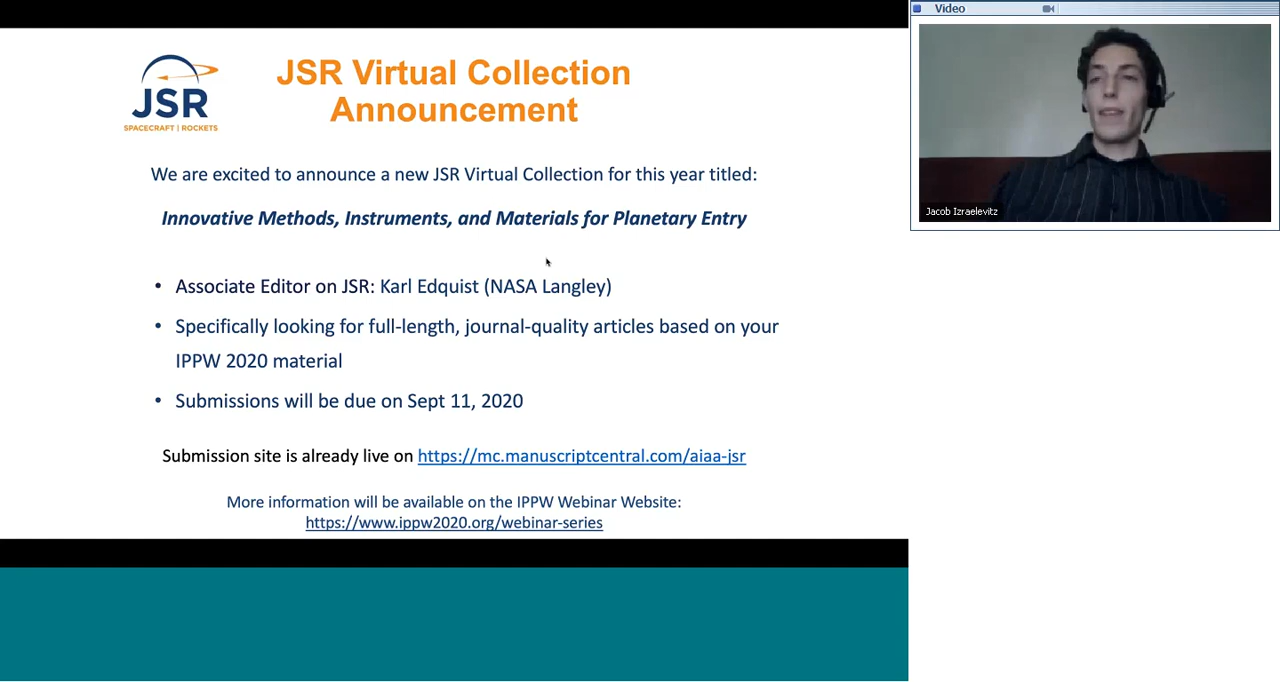 JSR Virtual Collection
Announcement
JSR
SPACECRAFT | ROCKETS
We are excited to announce a new JSR Virtual Collection for this year titled:
Innovative Methods, Instruments, and Materials for Planetary Entry
• Associate Editor on JSR: Karl Edquist (NASA Langley)
• Specifically looking for full-length, journal-quality articles based on your
IPPW 2020 material
• Submissions will be due on Sept 11, 2020
Submission site is already live on https://mc.manuscriptcentral.com/aiaa-jsr
More information will be available on the IPPW Webinar Website:
https://www.ippw2020.org/webinar-series
Video
Jacob Izraelevitz